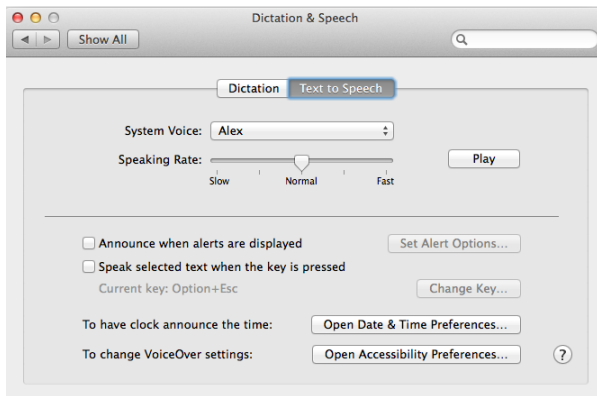 Dictation & Speech
Show All
Dictation Text to Speech
System Voice: Alex
Speaking Rate:
Slow Normal Fast
Play
Announce when alerts are displayed Set Alert Options...
Speak selected text when the key is pressed
Current key: Option+Esc Change Key...
To have clock announce the time: Open Date & Time Preferences...
To change VoiceOver settings: Open Accessibility Preferences... ?